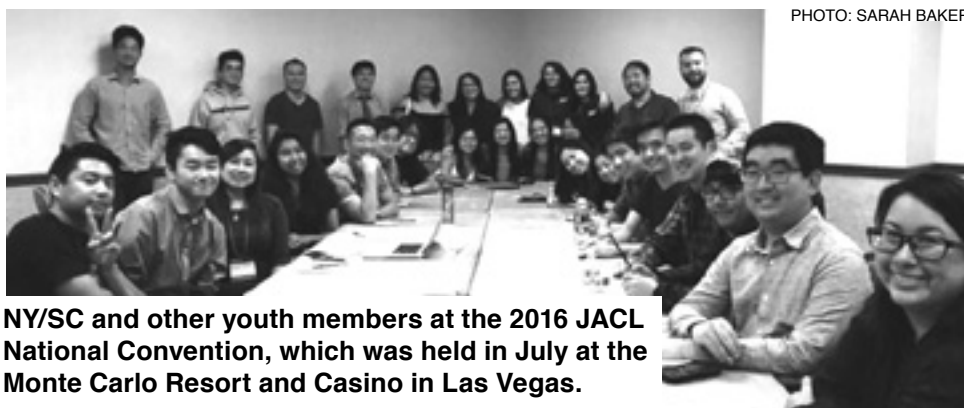 PHOTO: SARAH BAKER
NY/SC and other youth members at the 2016 JACL
National Convention, which was held in July at the
Monte Carlo Resort and Casino in Las Vegas.